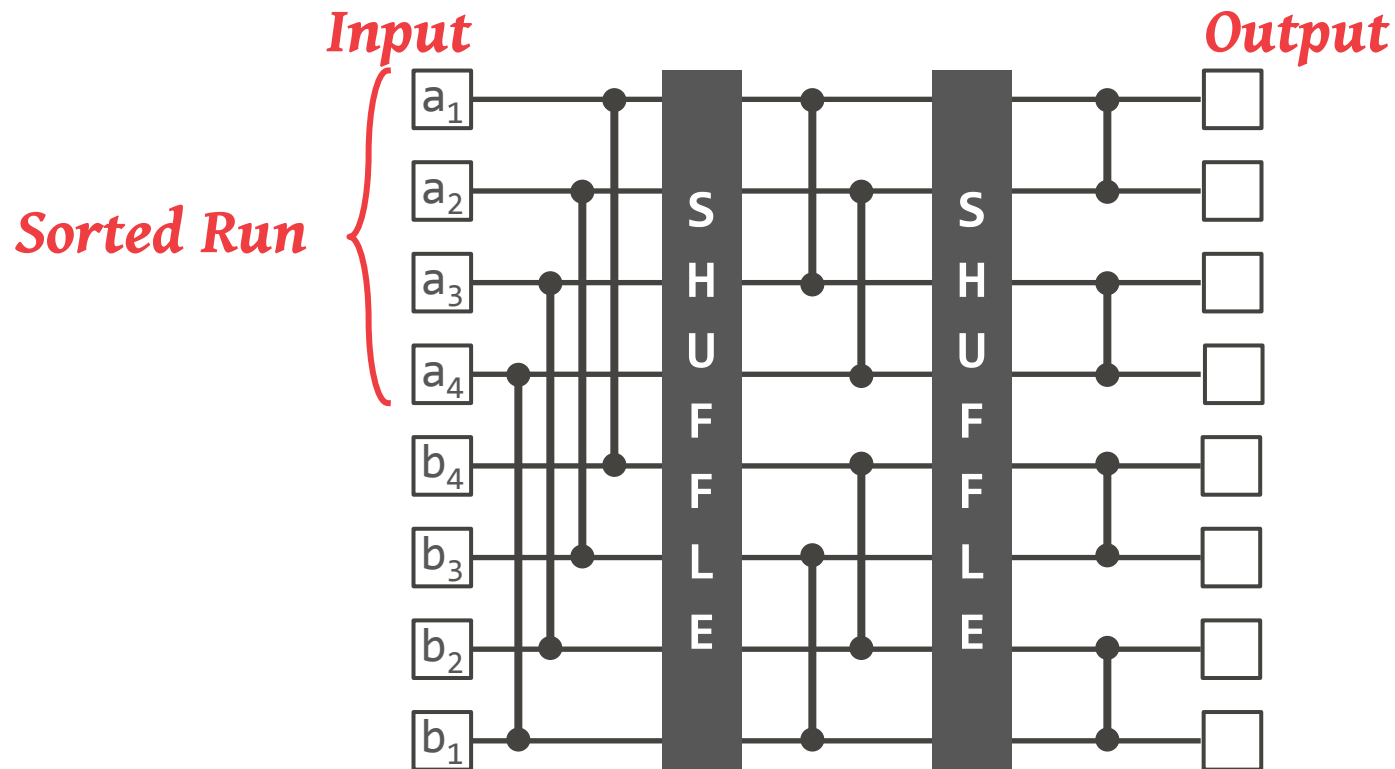 Input
Output
Sorted Run
a1
a2
a3
a4
b4
b3
b2
b1
SHUFFLE
SHUFFLE